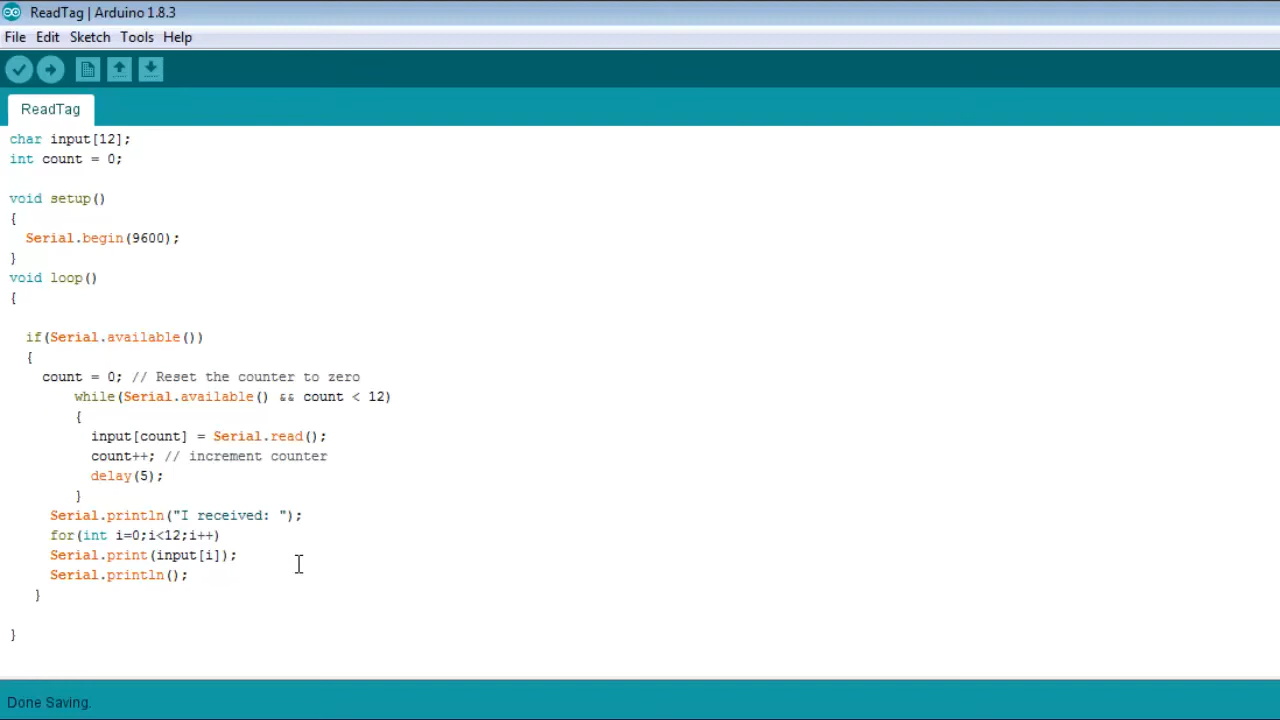 ReadTag | Arduino 1.8.3
File Edit Sketch Tools Help
ReadTag
char input[12];
int count = 0;
void setup()
{
  Serial.begin(9600);
}
void loop()
{
  if(Serial.available())
  {
    count = 0; // Reset the counter to zero
        while(Serial.available() && count < 12)
        {
          input[count] = Serial.read();
          count++; // increment counter
          delay(5);
        }
     Serial.println("I received: ");
     for(int i=0;i<12;i++)
     Serial.print(input[i]);
     Serial.println();
   }
}
Done Saving.